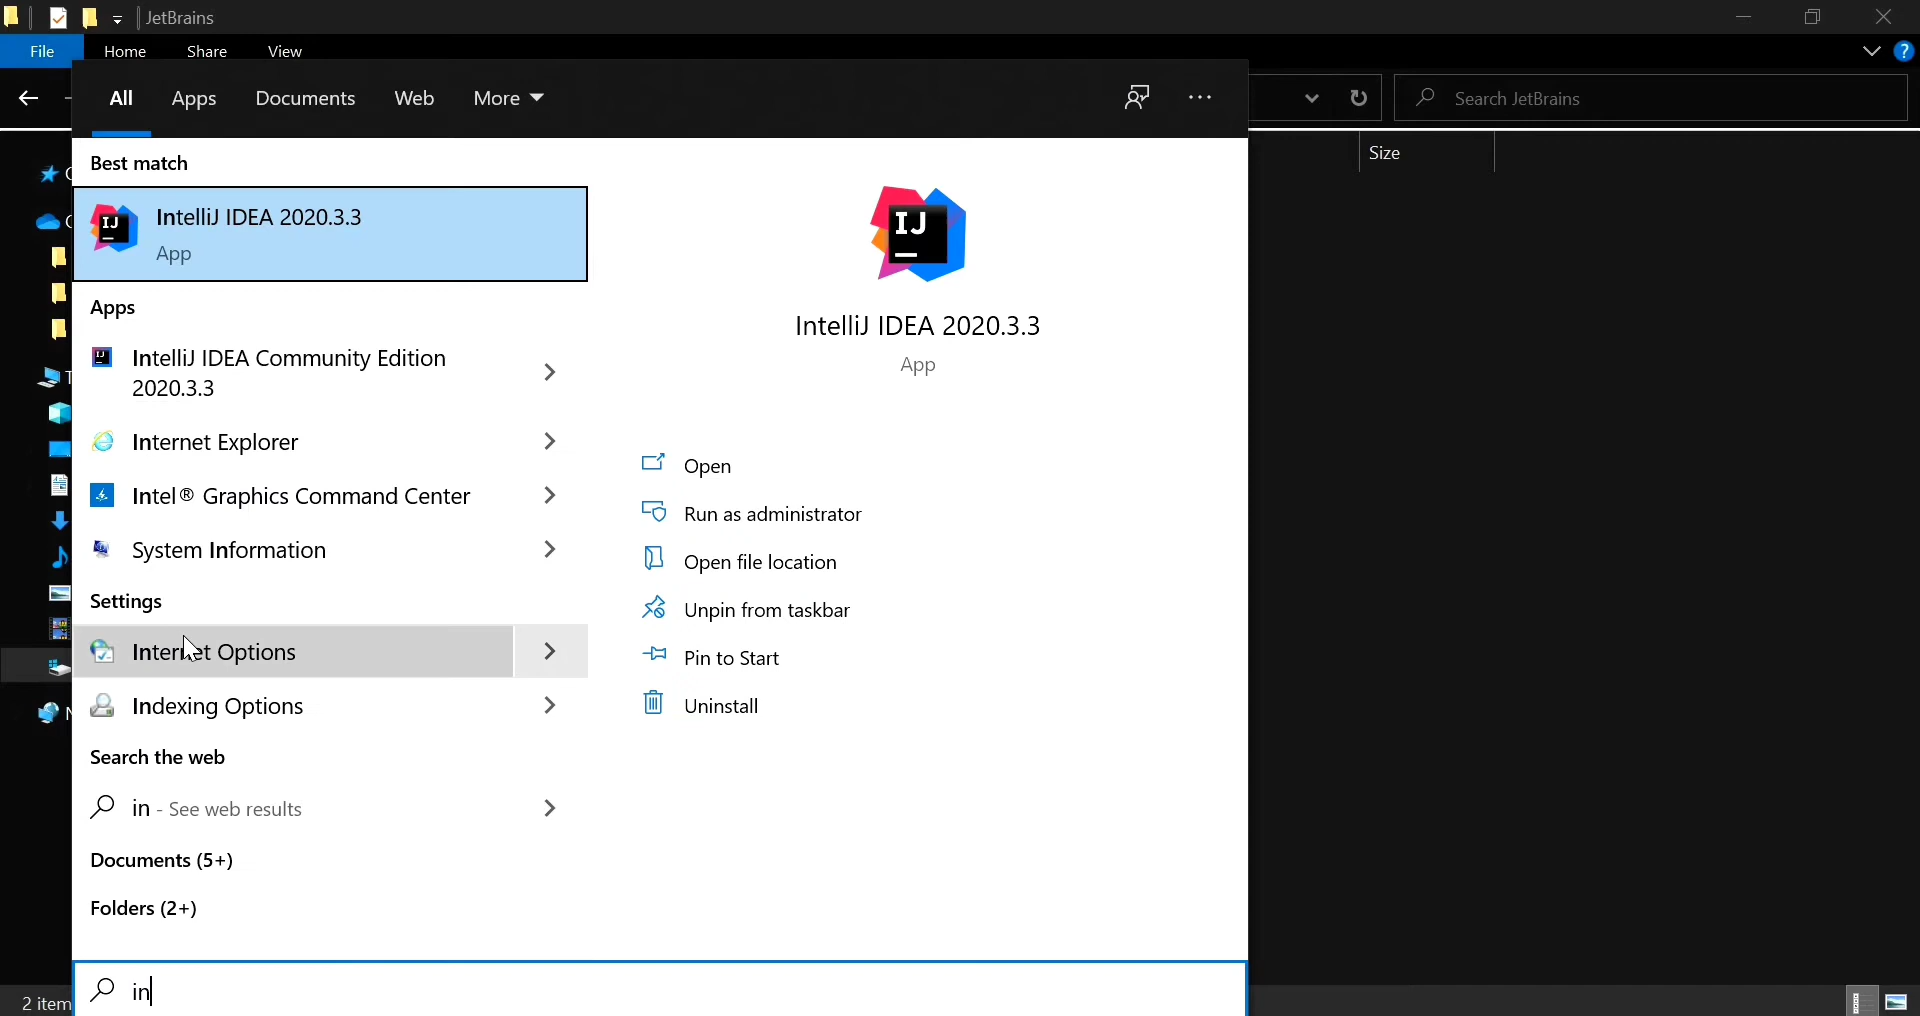 JetBrains
File Home Share View
All Apps Documents Web More
Search JetBrains
Size
Best match
IntelliJ IDEA 2020.3.3
App
Apps
IntelliJ IDEA Community Edition
2020.3.3
Internet Explorer
Intel® Graphics Command Center
System Information
Settings
Internet Options
Indexing Options
Search the web
in - See web results
Documents (5+)
Folders (2+)
in
IJ
IntelliJ IDEA 2020.3.3
App
Open
Run as administrator
Open file location
Unpin from taskbar
Pin to Start
Uninstall
2 item